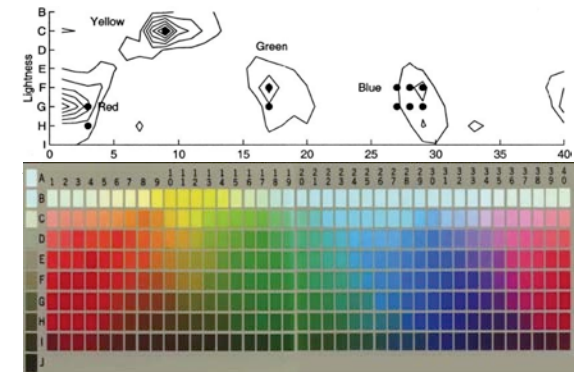 B
Yellow
C
D
Green
E
F
Blue
G
Red
H
I
Lightness
0 5 10 15 20 25 30 35 40
A 1 2 3 4 5 6 7 8 9 10 11 12 13 14 15 16 17 18 19 20 21 22 23 24 25 26 27 28 29 30 31 32 33 34 35 36 37 38 39 40
B
C
D
E
F
G
H
I
J